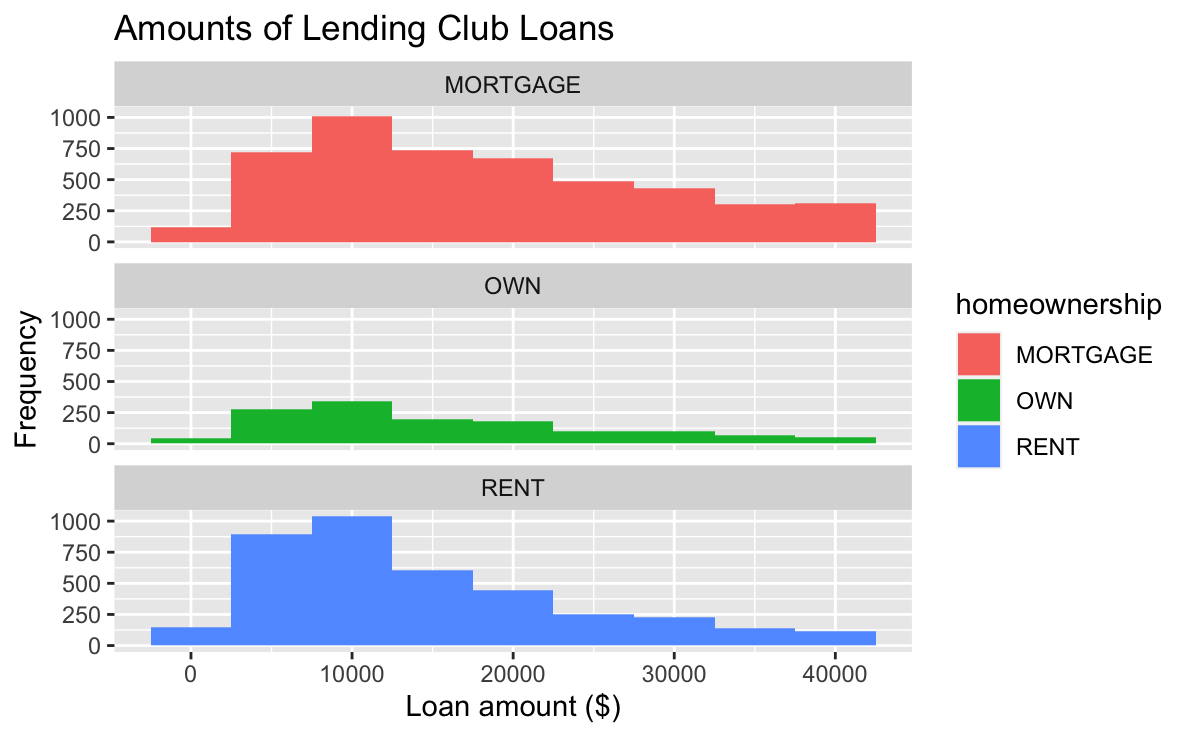 Amounts of Lending Club Loans
MORTGAGE
1000
750
500
250
0
OWN
1000
750
500
250
0
RENT
1000
750
500
250
0
0 10000 20000 30000 40000
Loan amount ($)
Frequency
homeownership
MORTGAGE
OWN
RENT